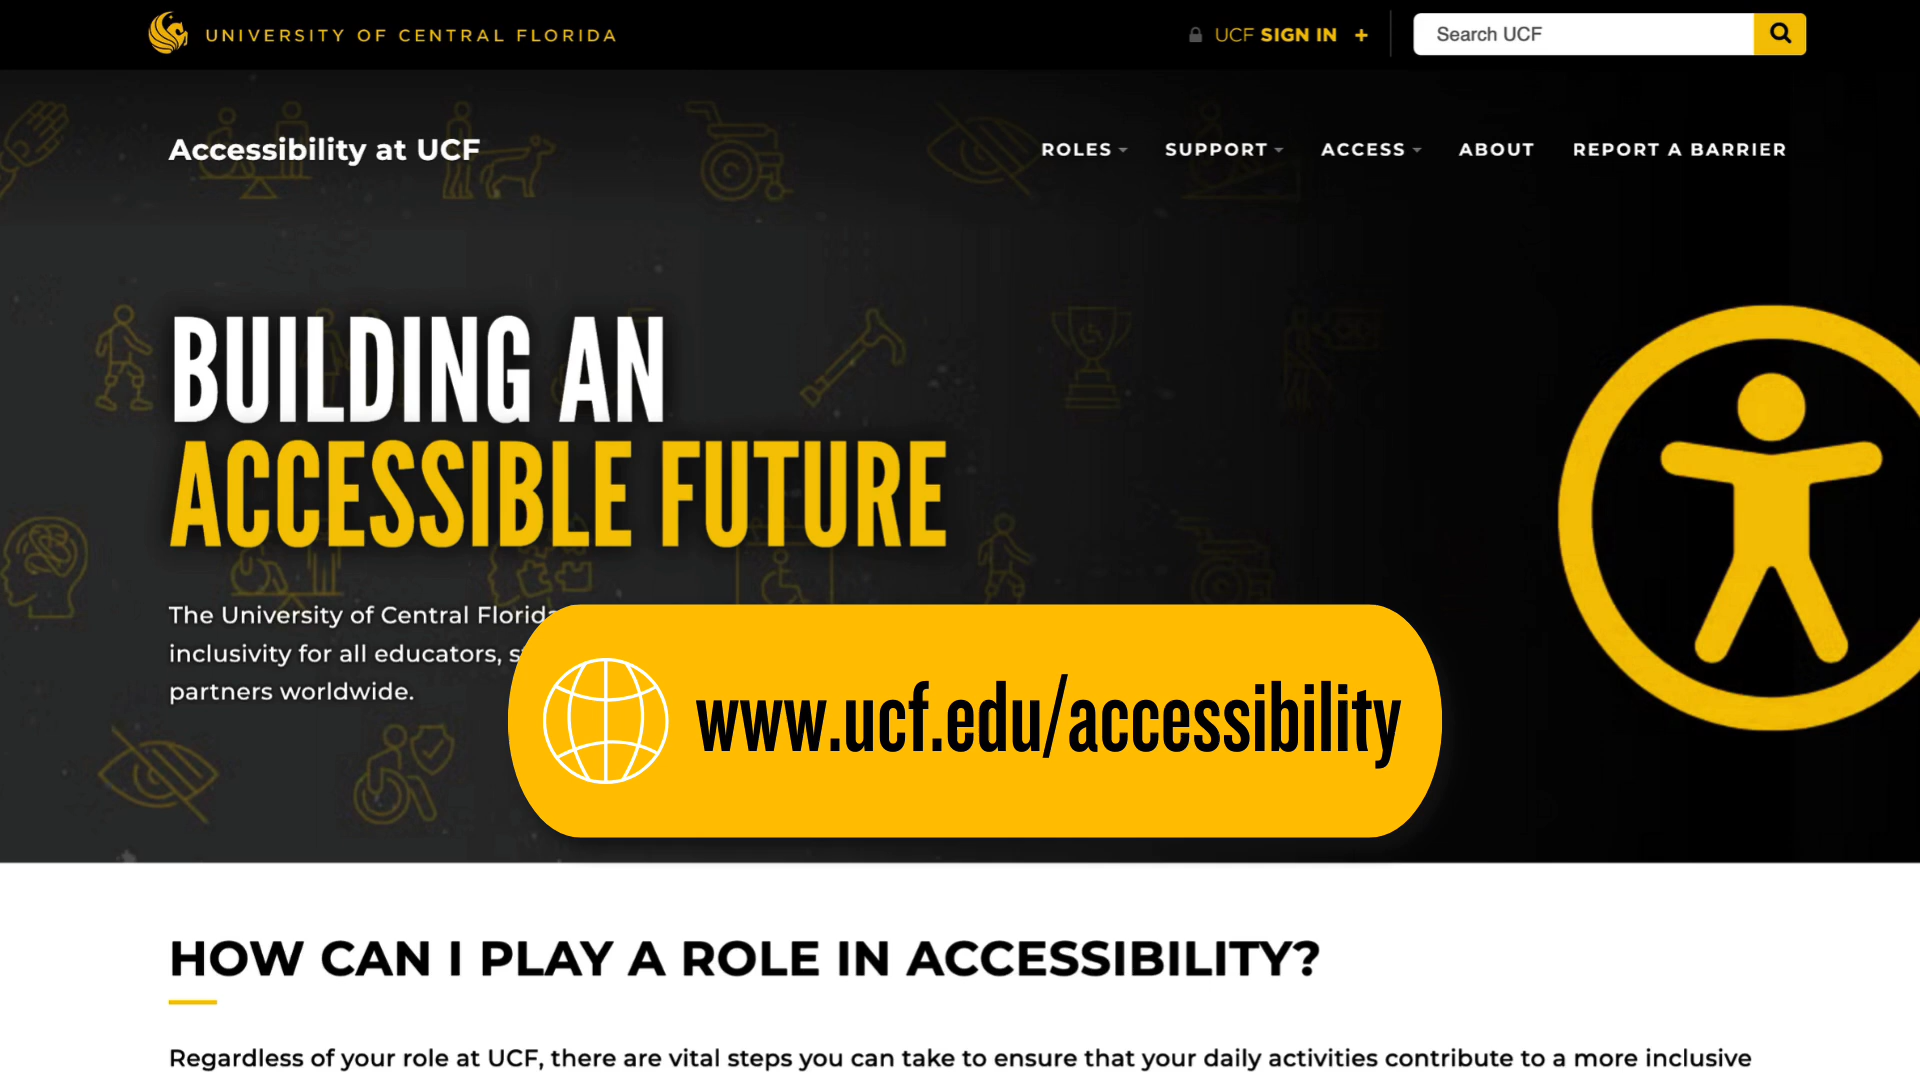 UNIVERSITY OF CENTRAL FLORIDA
UCF SIGN IN +
Search UCF
Accessibility at UCF
ROLES
SUPPORT
ACCESS
ABOUT
REPORT A BARRIER
BUILDING AN
ACCESSIBLE FUTURE
The University of Central Florida
inclusivity for all educators,
partners worldwide.
www.ucf.edu/accessibility
HOW CAN I PLAY A ROLE IN ACCESSIBILITY?
Regardless of your role at UCF, there are vital steps you can take to ensure that your daily activities contribute to a more inclusive